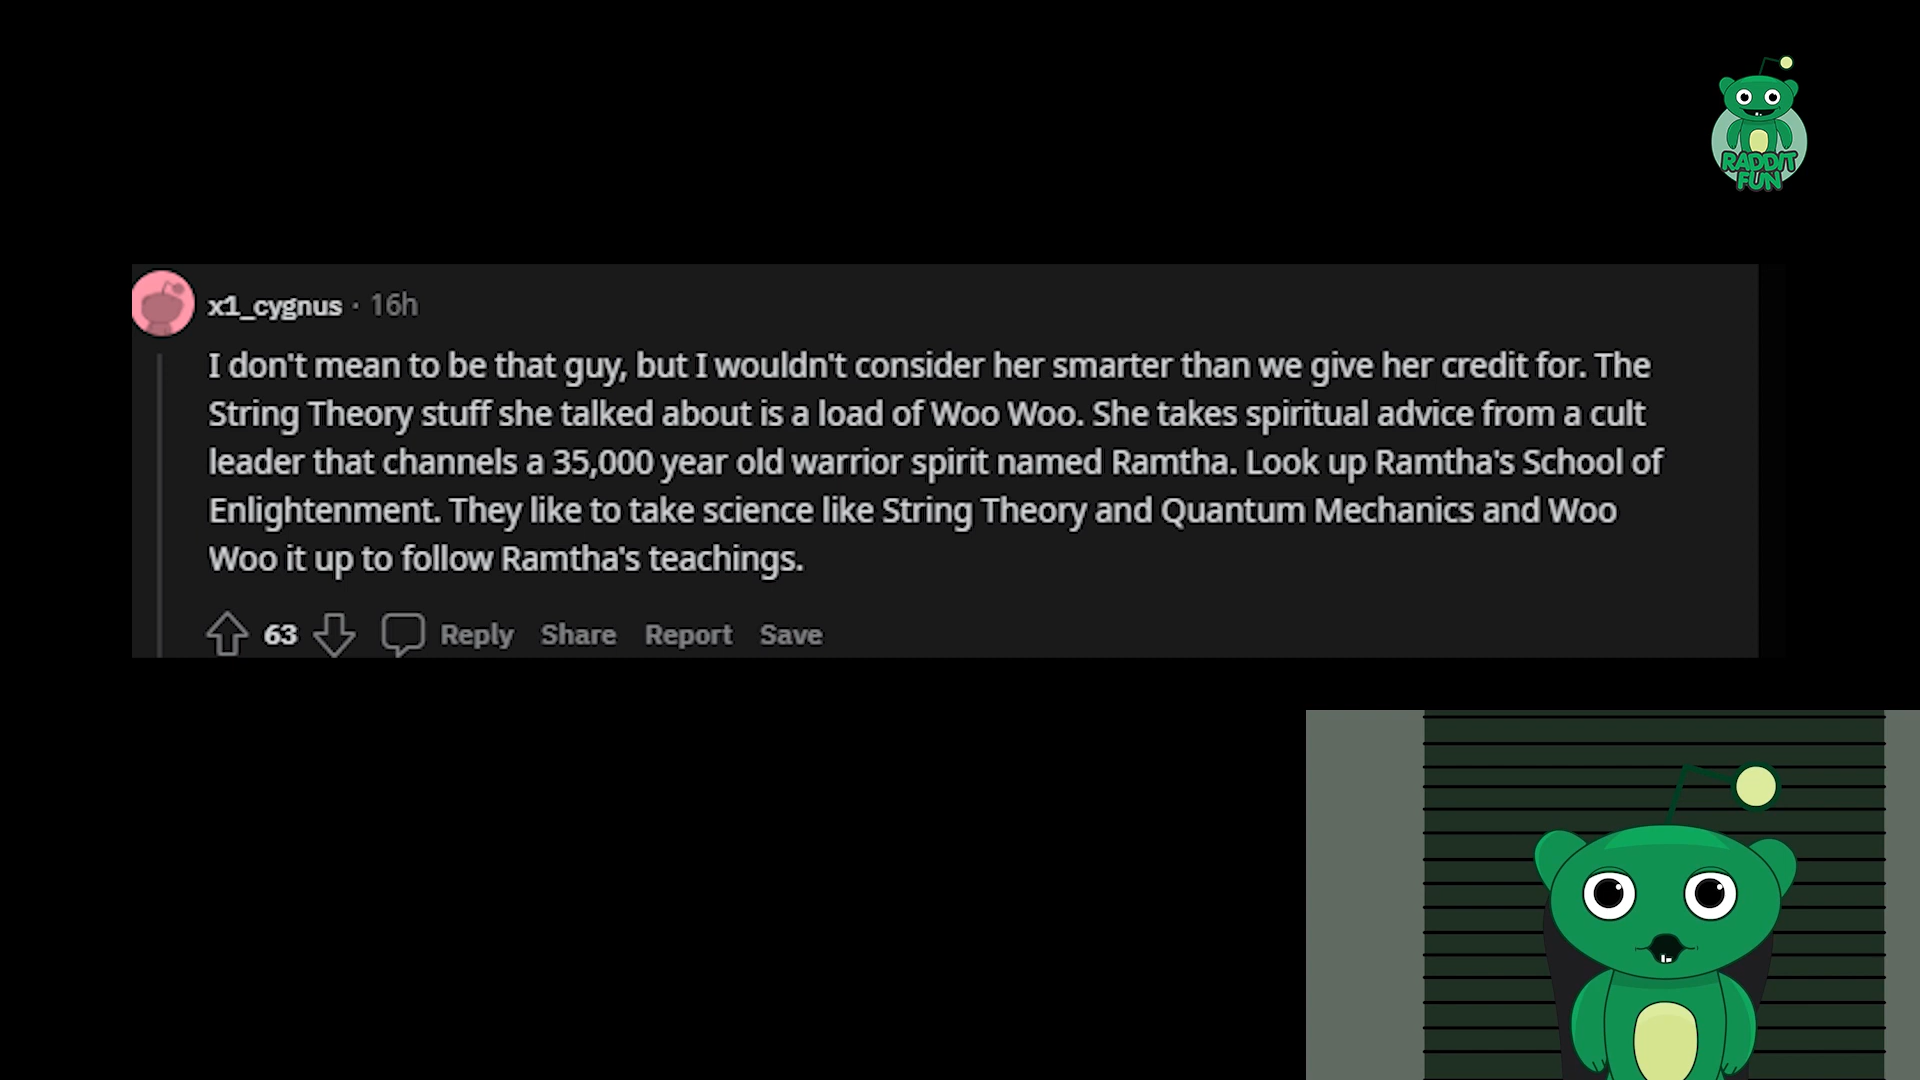 RADDIT
FUN
x1_cygnus · 16h
I don't mean to be that guy, but I wouldn't consider her smarter than we give her credit for. The
String Theory stuff she talked about is a load of Woo Woo. She takes spiritual advice from a cult
leader that channels a 35,000 year old warrior spirit named Ramtha. Look up Ramtha's School of
Enlightenment. They like to take science like String Theory and Quantum Mechanics and Woo
Woo it up to follow Ramtha's teachings.
63 Reply Share Report Save